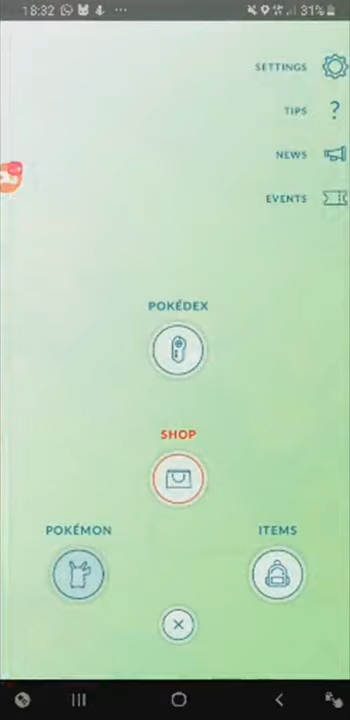 18:32
31%
SETTINGS
TIPS
?
NEWS
EVENTS
POKÉDEX
SHOP
POKÉMON
ITEMS